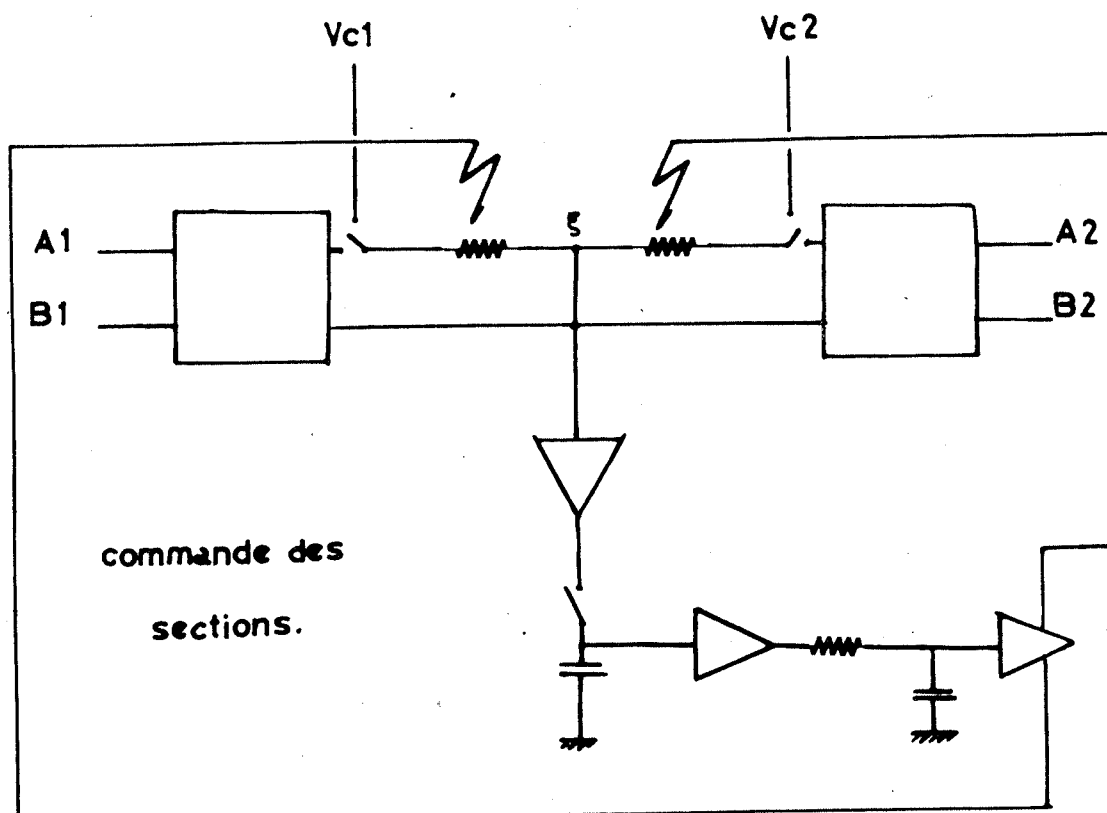 Vc1
Vc2
A1
ξ
A2
B1
B2
commande des
sections.